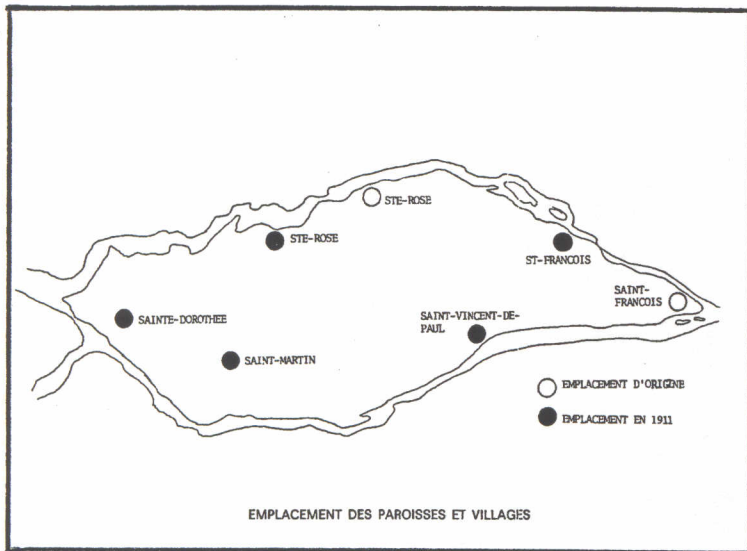 STE-ROSE
STE-ROSE
ST-FRANCOIS
SAINT-
FRANCOIS
SAINTE-DOROTHEE
SAINT-VINCENT-DE-
PAUL
SAINT-MARTIN
EMPLACEMENT D'ORIGINE
EMPLACEMENT EN 1911
EMPLACEMENT DES PAROISSES ET VILLAGES